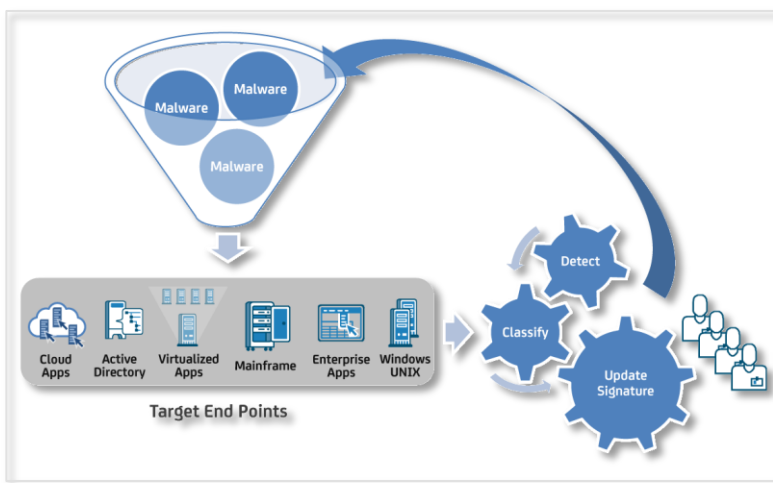 Malware
Malware
Malware
Detect
Classify
Update
Signature
Cloud
Apps
Active
Directory
Virtualized
Apps
Mainframe
Enterprise
Apps
Windows
UNIX
Target End Points